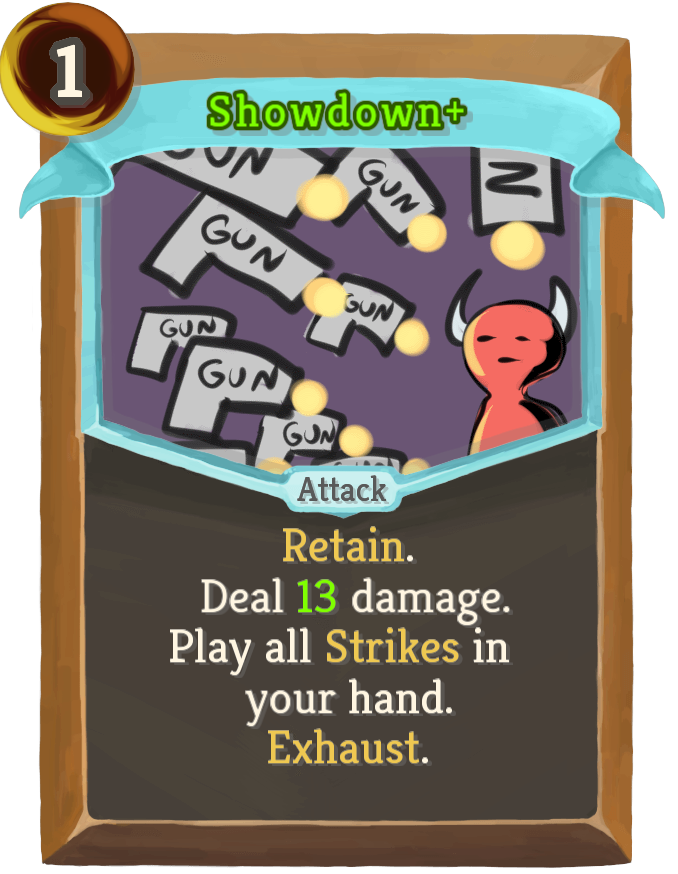 1
Showdown+
GUN
GUN
N
GUN
GUN
GUN
GUN
GUN
Attack
Retain.
Deal 13 damage.
Play all Strikes in
your hand.
Exhaust.